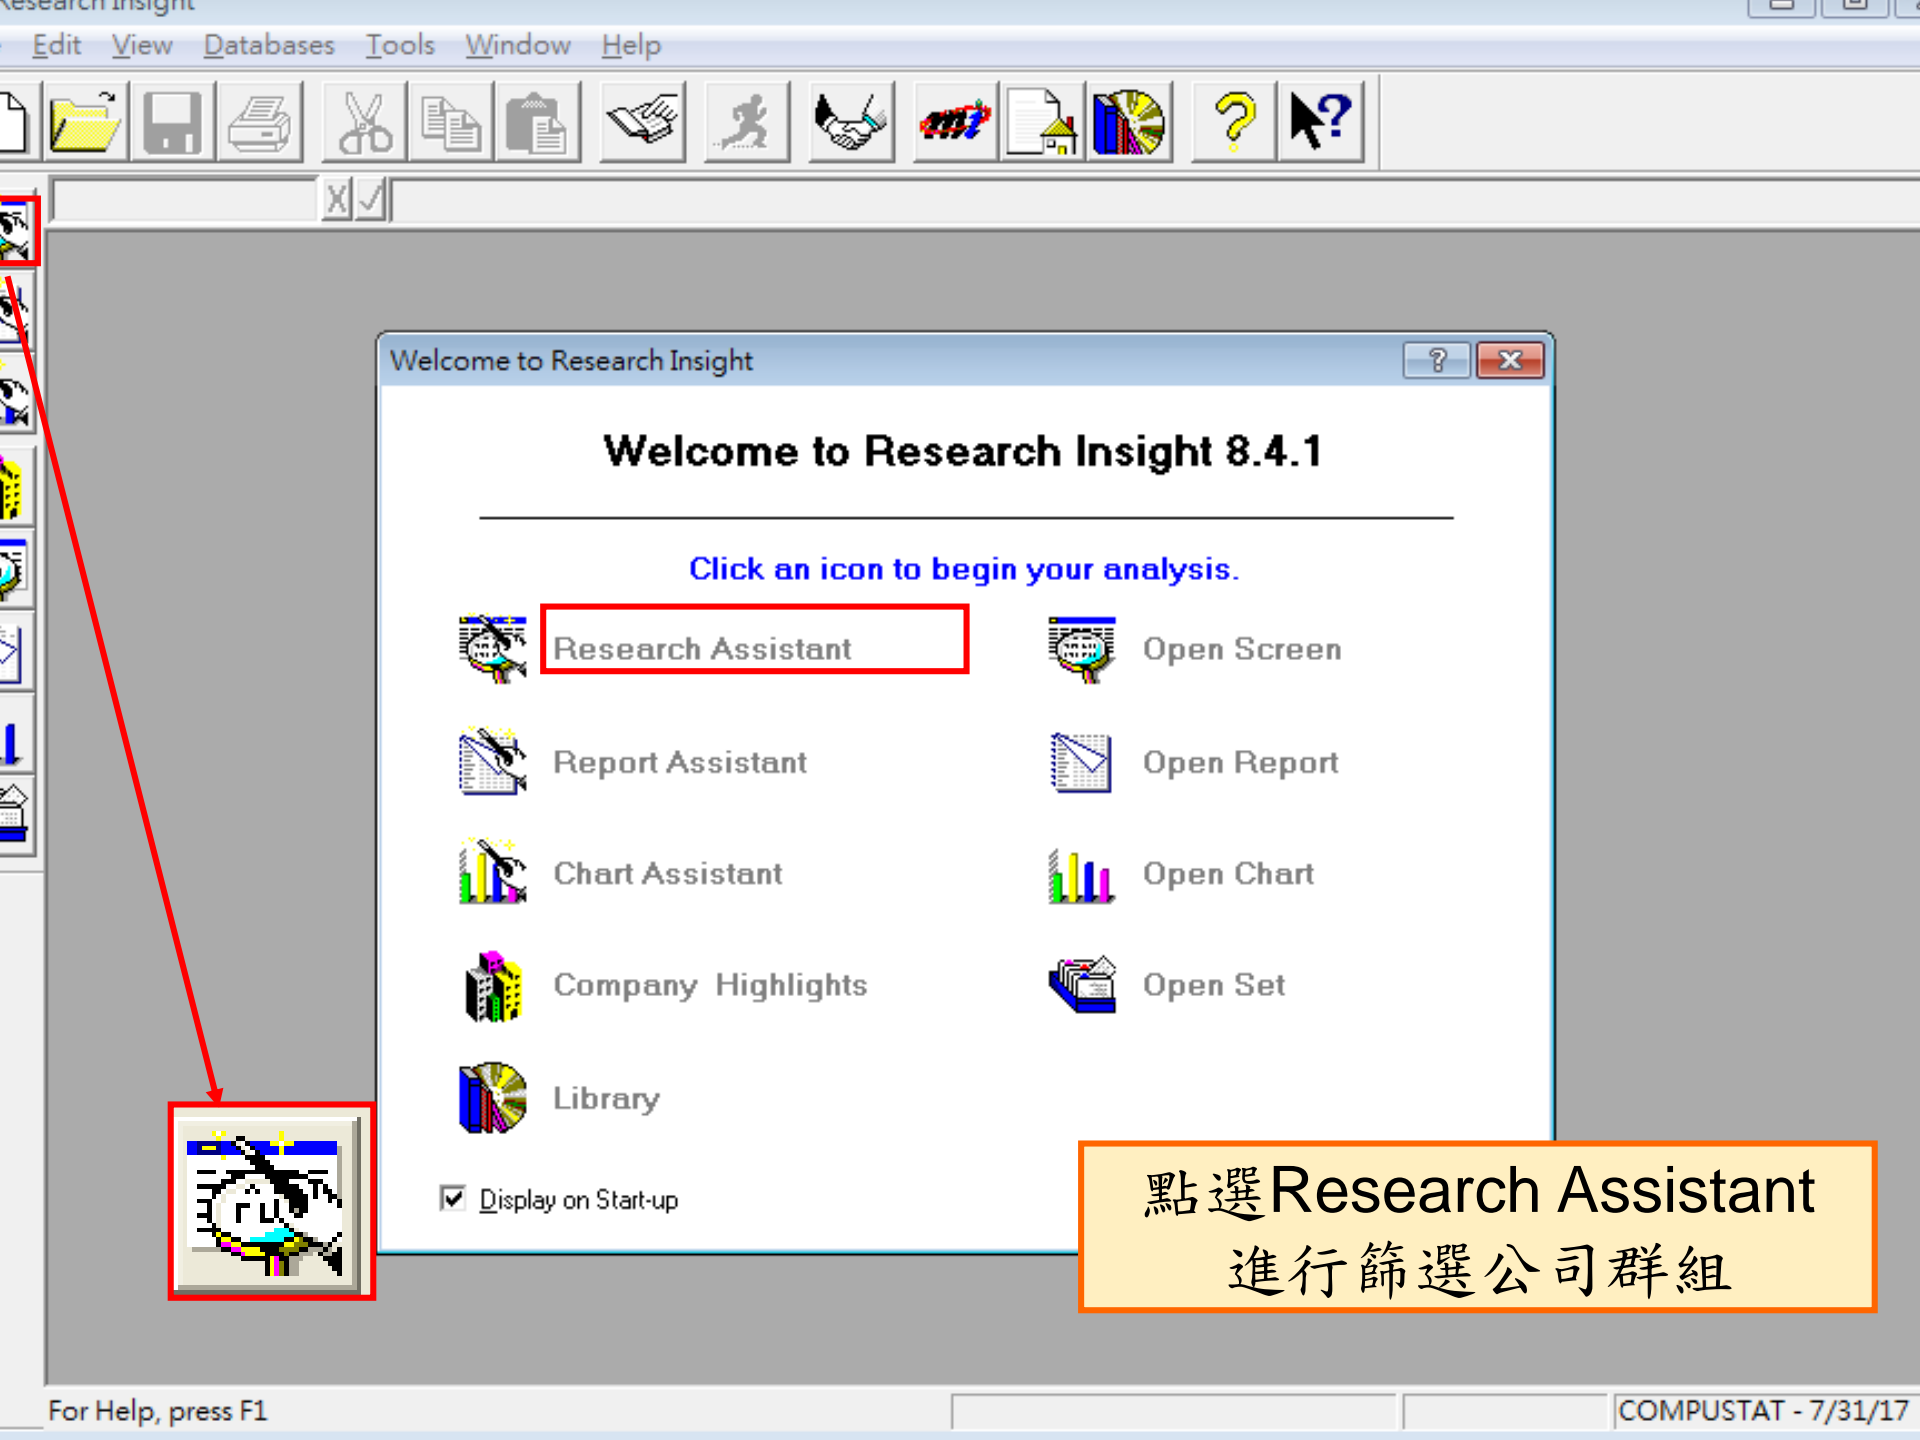 Research Insight
Edit View Databases Tools Window Help
Welcome to Research Insight
Welcome to Research Insight 8.4.1
Click an icon to begin your analysis.
Research Assistant
Open Screen
Report Assistant
Open Report
Chart Assistant
Open Chart
Company Highlights
Open Set
Library
Display on Start-up
點選Research Assistant
進行篩選公司群組
For Help, press F1
COMPUSTAT - 7/31/17